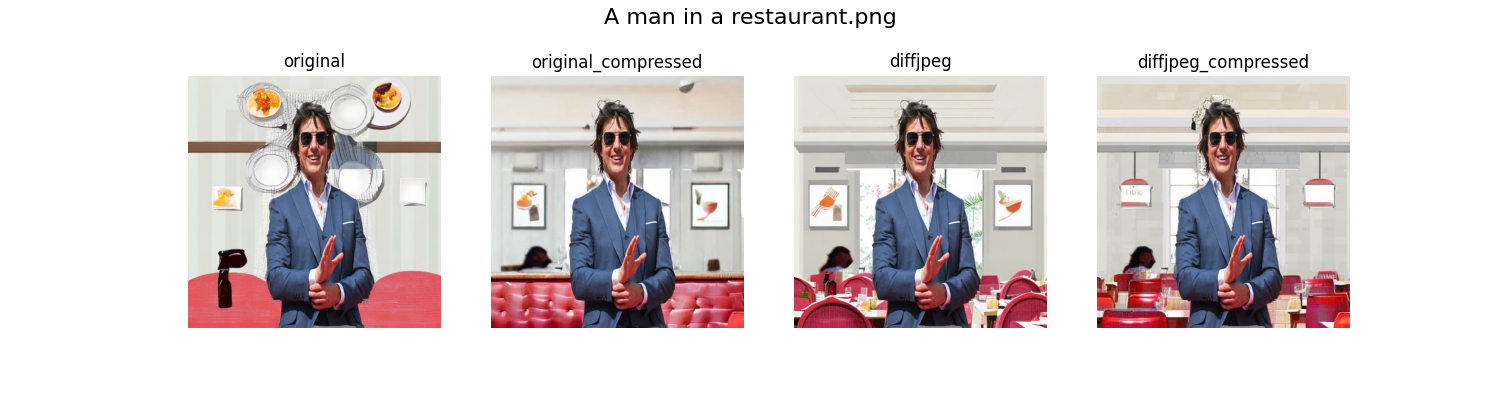 A man in a restaurant.png
original
original_compressed
diffjpeg
diffjpeg_compressed